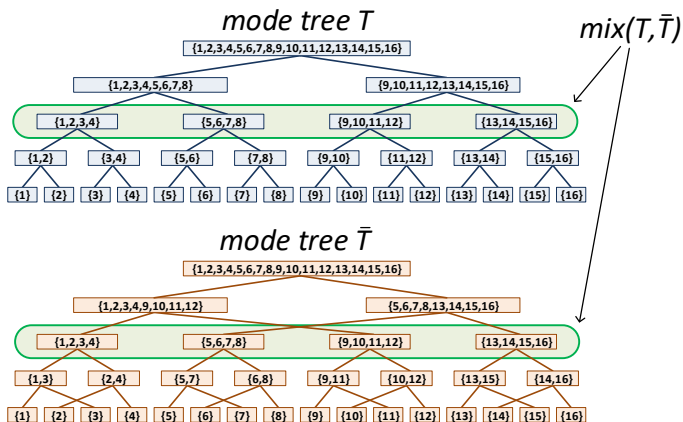 mode tree T
mix(T,T̄)
{1,2,3,4,5,6,7,8,9,10,11,12,13,14,15,16}
{1,2,3,4,5,6,7,8} {9,10,11,12,13,14,15,16}
{1,2,3,4} {5,6,7,8} {9,10,11,12} {13,14,15,16}
{1,2} {3,4} {5,6} {7,8} {9,10} {11,12} {13,14} {15,16}
{1} {2} {3} {4} {5} {6} {7} {8} {9} {10} {11} {12} {13} {14} {15} {16}
mode tree T̄
{1,2,3,4,5,6,7,8,9,10,11,12,13,14,15,16}
{1,2,3,4,9,10,11,12} {5,6,7,8,13,14,15,16}
{1,2,3,4} {5,6,7,8} {9,10,11,12} {13,14,15,16}
{1,3} {2,4} {5,7} {6,8} {9,11} {10,12} {13,15} {14,16}
{1} {2} {3} {4} {5} {6} {7} {8} {9} {10} {11} {12} {13} {14} {15} {16}